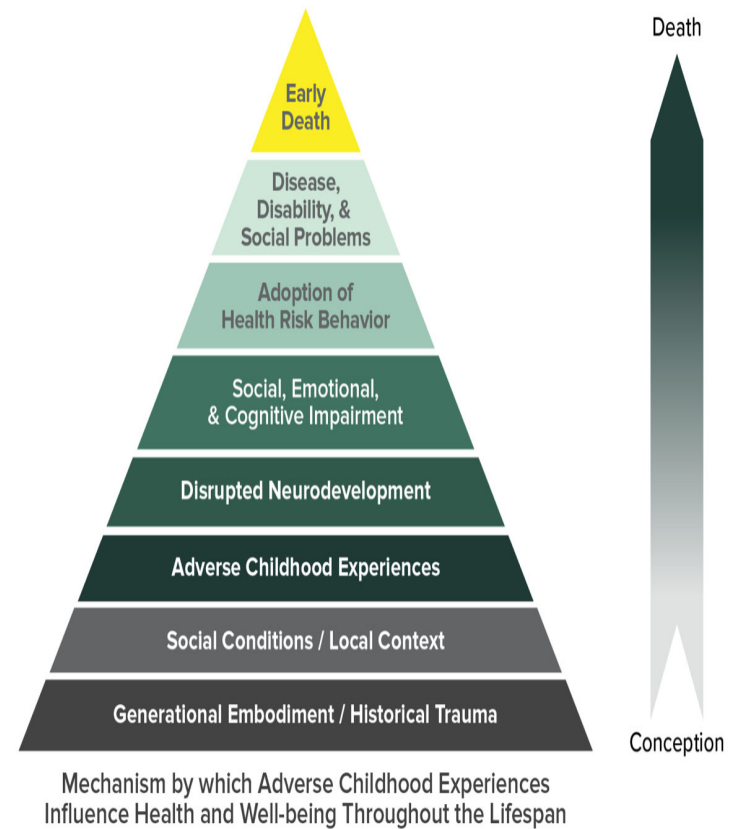 Death
Early
Death
Disease,
Disability, &
Social Problems
Adoption of
Health Risk Behavior
Social, Emotional,
& Cognitive Impairment
Disrupted Neurodevelopment
Adverse Childhood Experiences
Social Conditions / Local Context
Generational Embodiment / Historical Trauma
Conception
Mechanism by which Adverse Childhood Experiences
Influence Health and Well-being Throughout the Lifespan